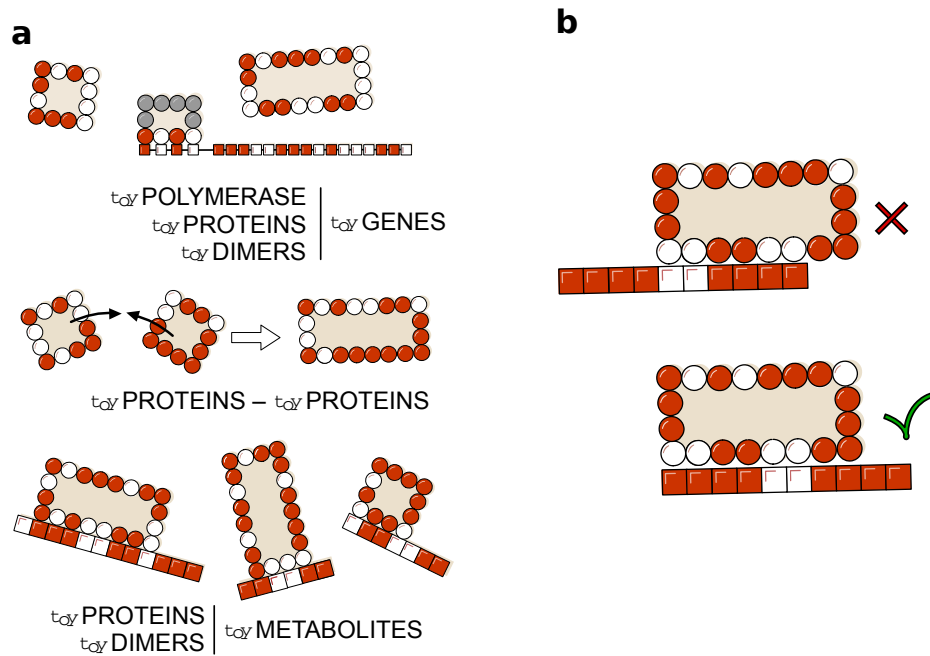 a
b
toy POLYMERASE
toy PROTEINS
toy DIMERS
toy GENES
toy PROTEINS – toy PROTEINS
toy PROTEINS
toy DIMERS
toy METABOLITES